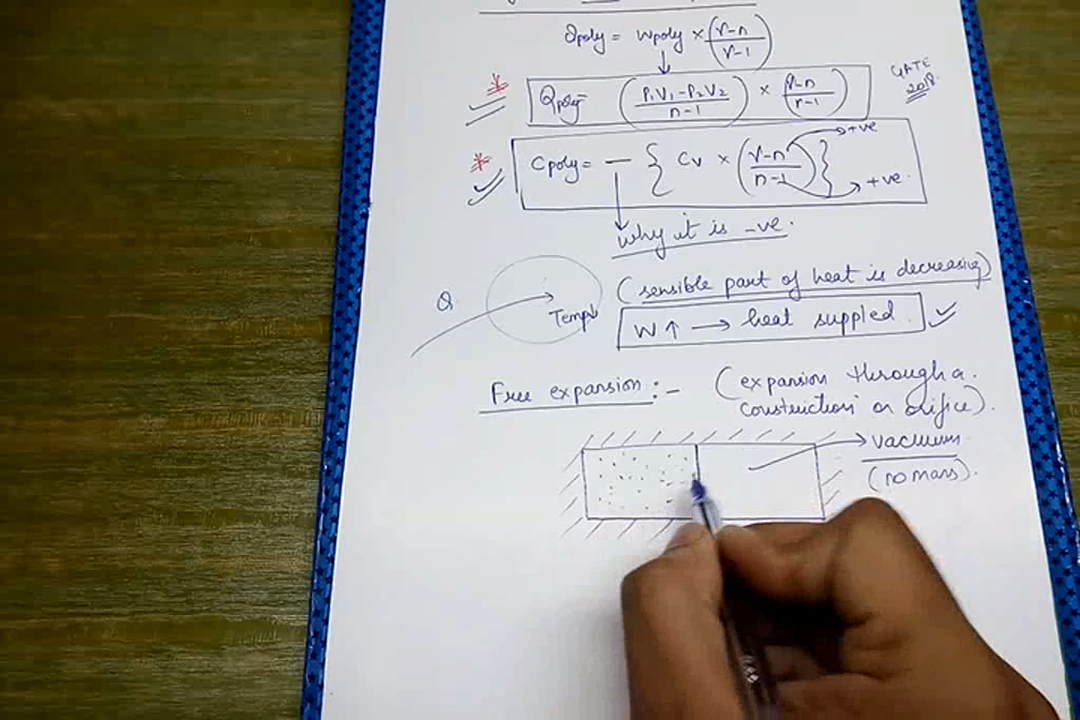 Qpoly = Wpoly × (γ-n / γ-1)
GATE 2018
Qpoly = (P1V1 - P2V2 / n-1) × (γ-n / γ-1)
Cpoly = - { Cv × (γ-n / n-1) } +ve +ve
Why it is -ve.
(sensible part of heat is decreasing)
Q Temp↓
W↑ → heat suppled.
Free expansion :- (expansion through a
constriction or orifice).
vacuum
(no mass).